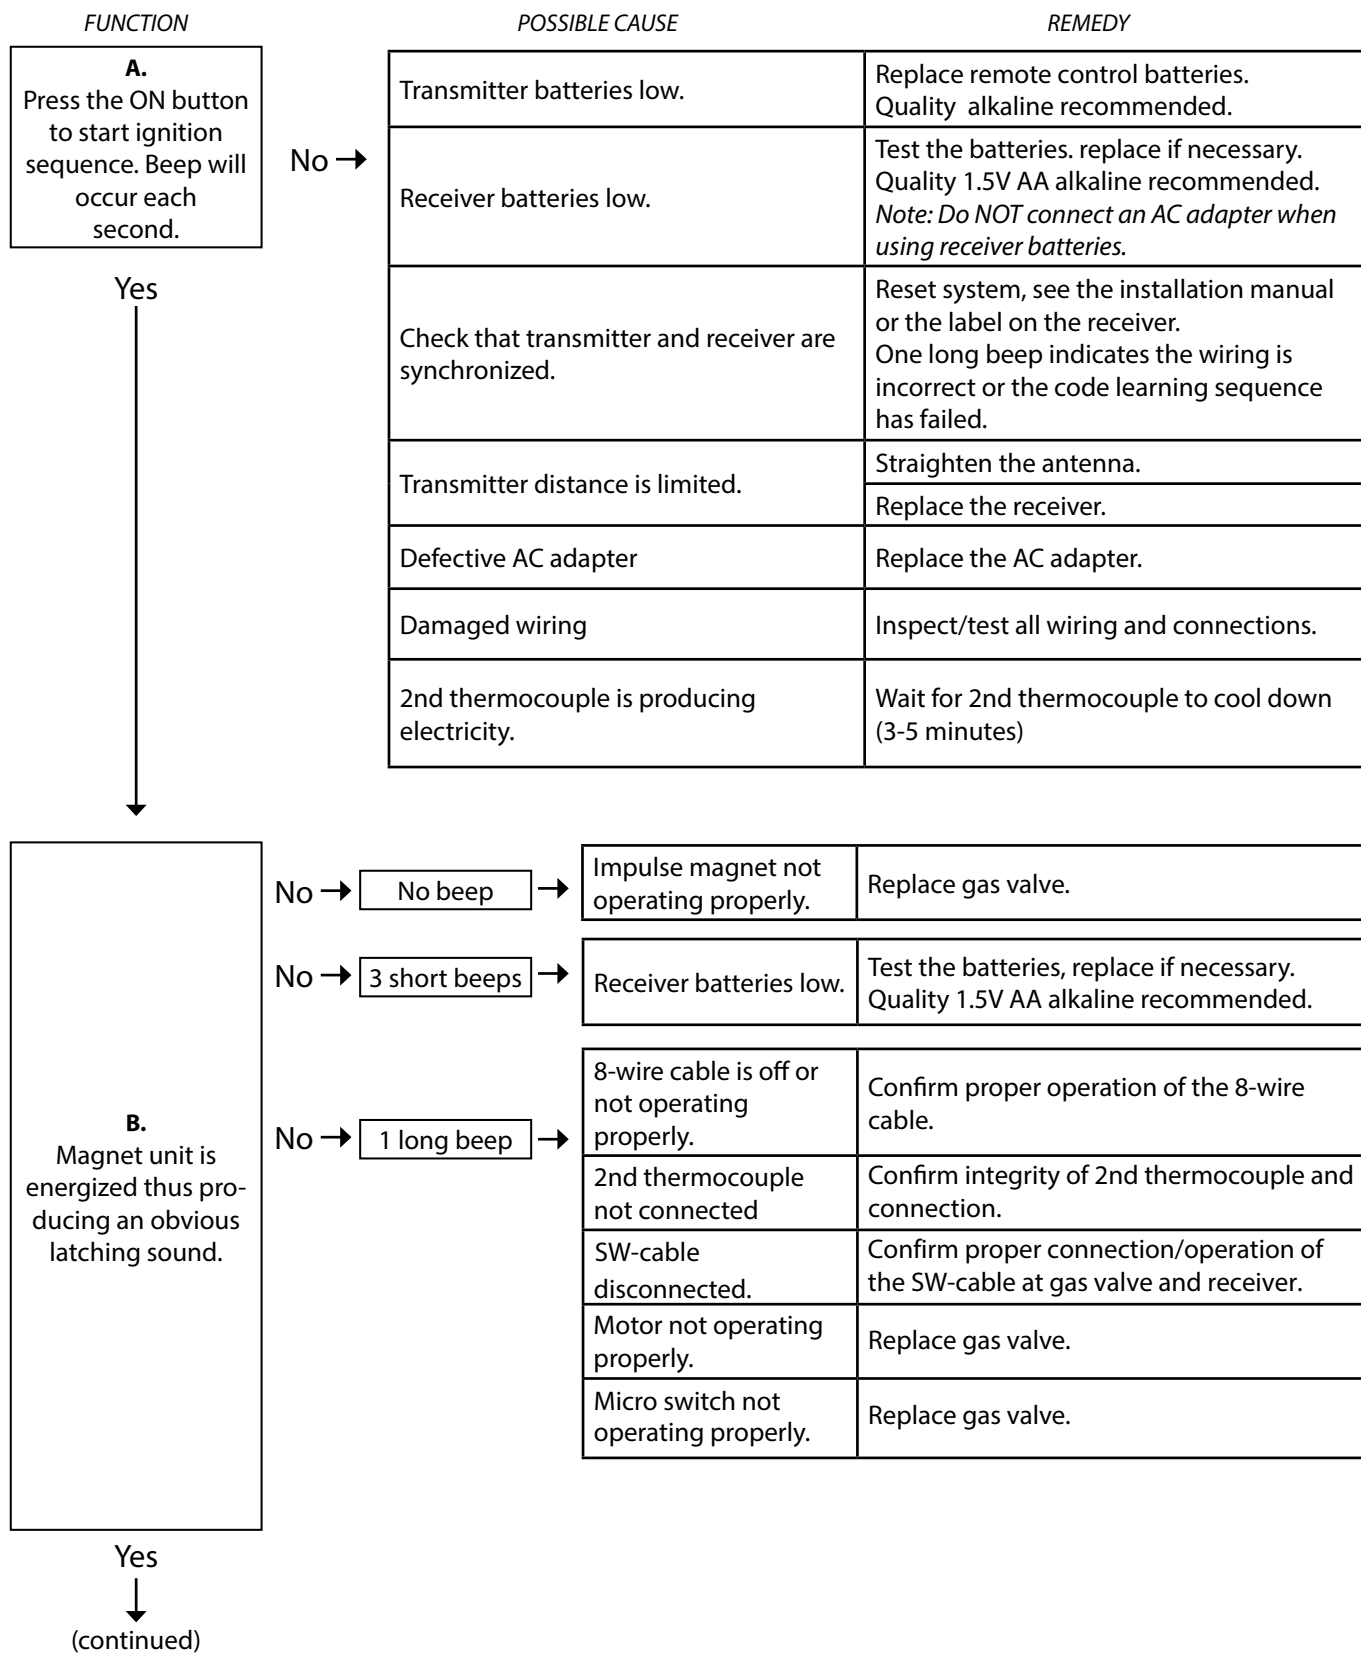 FUNCTION
POSSIBLE CAUSE
REMEDY
A.
Press the ON button
to start ignition
sequence. Beep will
occur each
second.
No
Transmitter batteries low.
Replace remote control batteries.
Quality alkaline recommended.
Receiver batteries low.
Test the batteries. replace if necessary.
Quality 1.5V AA alkaline recommended.
Note: Do NOT connect an AC adapter when
using receiver batteries.
Check that transmitter and receiver are
synchronized.
Reset system, see the installation manual
or the label on the receiver.
One long beep indicates the wiring is
incorrect or the code learning sequence
has failed.
Transmitter distance is limited.
Straighten the antenna.
Replace the receiver.
Defective AC adapter
Replace the AC adapter.
Damaged wiring
Inspect/test all wiring and connections.
2nd thermocouple is producing
electricity.
Wait for 2nd thermocouple to cool down
(3-5 minutes)
Yes
B.
Magnet unit is
energized thus pro-
ducing an obvious
latching sound.
No
No beep
Impulse magnet not
operating properly.
Replace gas valve.
No
3 short beeps
Receiver batteries low.
Test the batteries, replace if necessary.
Quality 1.5V AA alkaline recommended.
No
1 long beep
8-wire cable is off or
not operating
properly.
Confirm proper operation of the 8-wire
cable.
2nd thermocouple
not connected
Confirm integrity of 2nd thermocouple and
connection.
SW-cable
disconnected.
Confirm proper connection/operation of
the SW-cable at gas valve and receiver.
Motor not operating
properly.
Replace gas valve.
Micro switch not
operating properly.
Replace gas valve.
Yes
(continued)